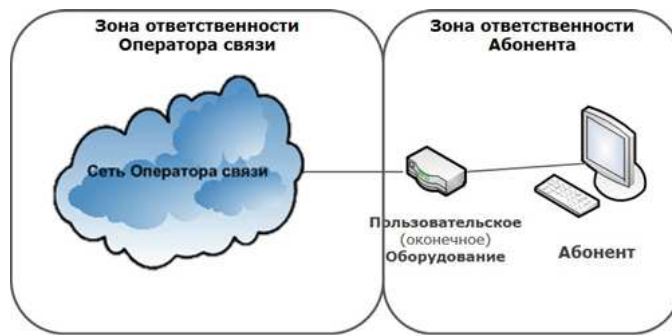 Зона ответственности
Оператора связи
Зона ответственности
Абонента
Сеть Оператора связи
Пользовательское
(оконечное)
Оборудование
Абонент